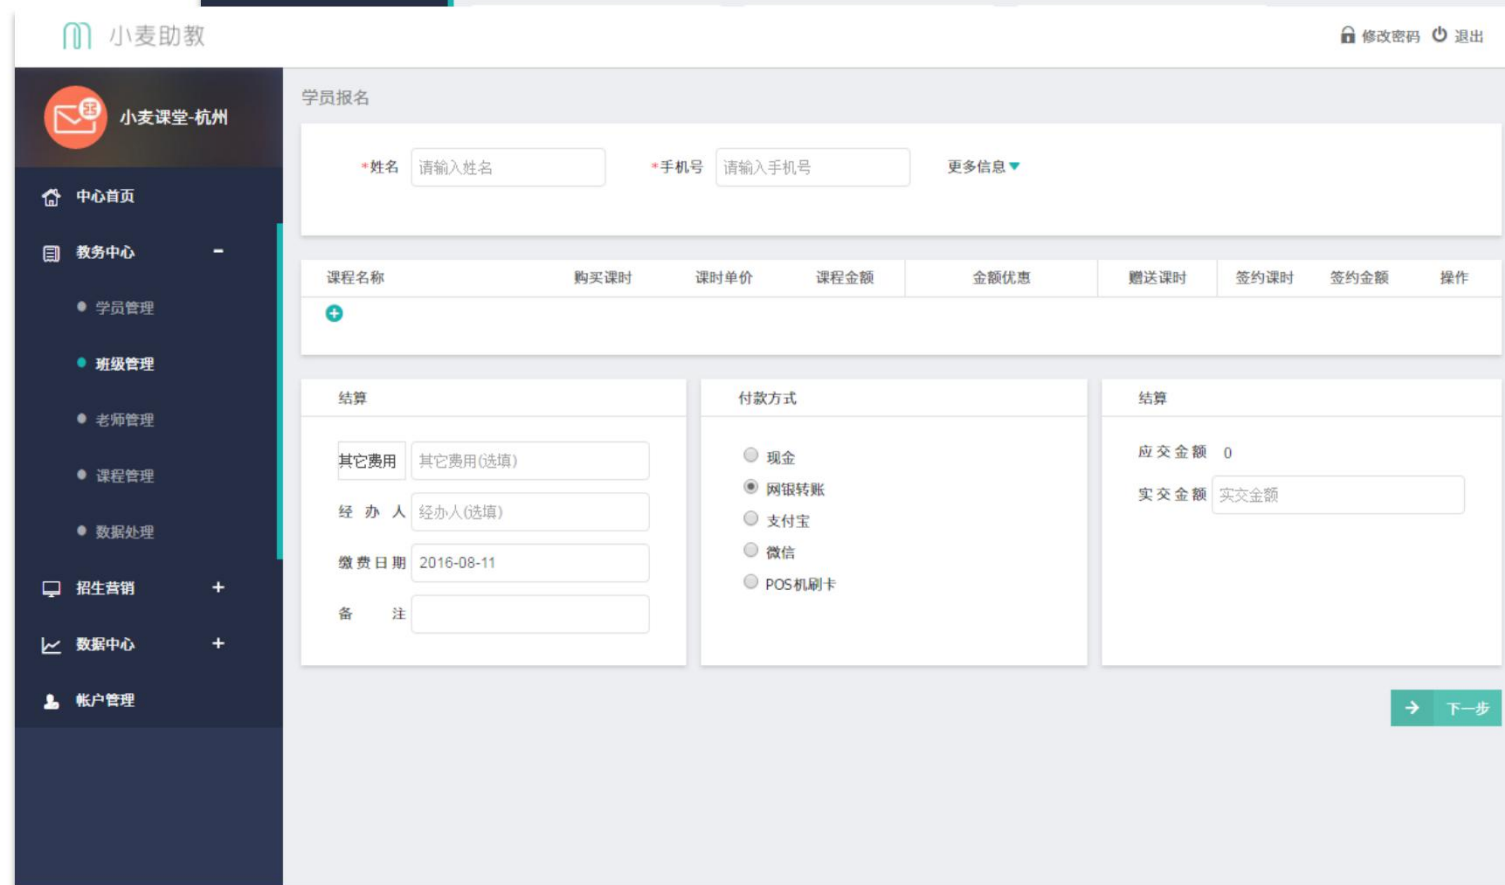 小麦助教
修改密码 退出
小麦课堂-杭州
中心首页
教务中心 -
学员管理
班级管理
老师管理
课程管理
数据处理
招生营销 +
数据中心 +
帐户管理
学员报名
*姓名 请输入姓名 *手机号 请输入手机号 更多信息
课程名称 购买课时 课时单价 课程金额 金额优惠 赠送课时 签约课时 签约金额 操作
结算
其它费用 其它费用(选填)
经 办 人 经办人(选填)
缴费日期 2016-08-11
备 注
付款方式
现金
网银转账
支付宝
微信
POS机刷卡
结算
应交金额 0
实交金额 实交金额
下一步